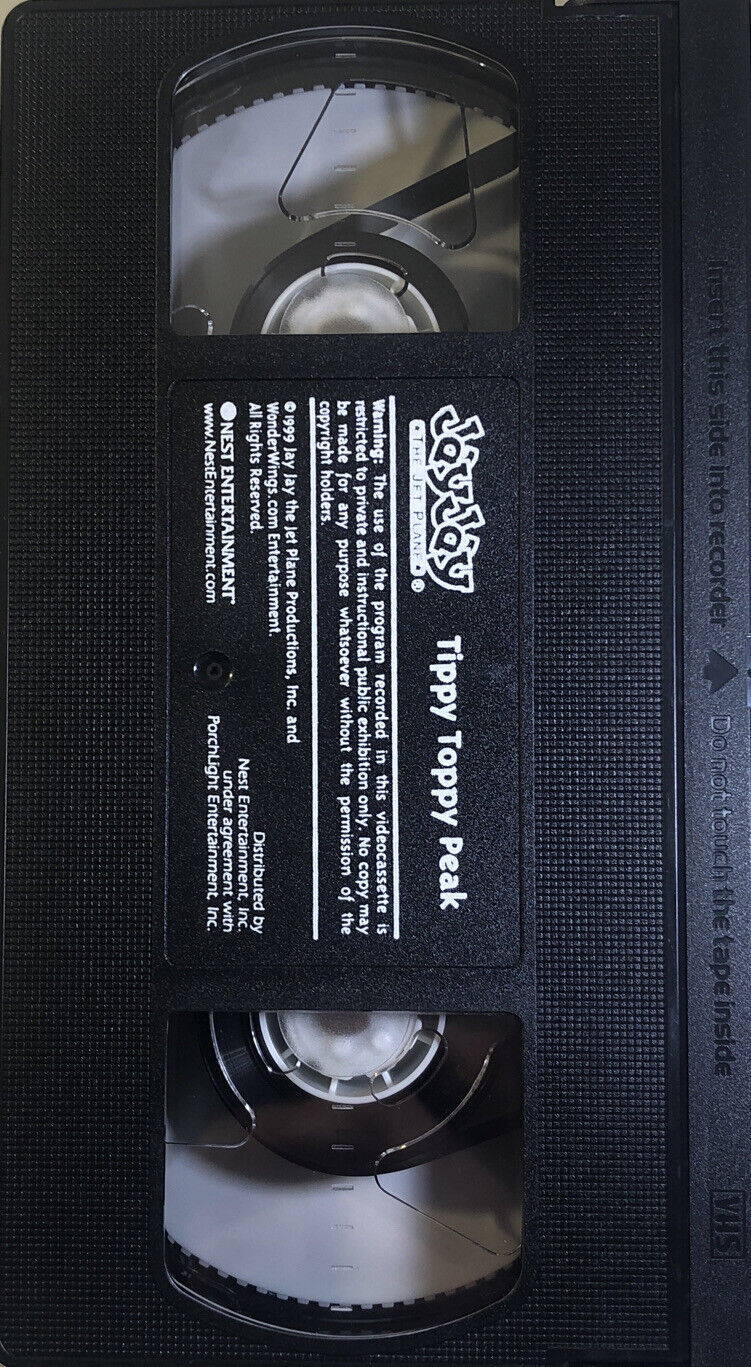 Insert this side into recorder Do not touch the tape inside
VHS
JayJay
• THE JET PLANE • ®
Tippy Toppy Peak
Warning: The use of the program recorded in this videocassette is
restricted to private and instructional public exhibition only. No copy may
be made for any purpose whatsoever without the permission of the
copyright holders.
© 1999 Jay Jay the Jet Plane Productions, Inc. and
WonderWings.com Entertainment.
All Rights Reserved.
NEST ENTERTAINMENT™
www.NestEntertainment.com
Distributed by
Nest Entertainment, Inc.
under agreement with
PorchLight Entertainment, Inc.